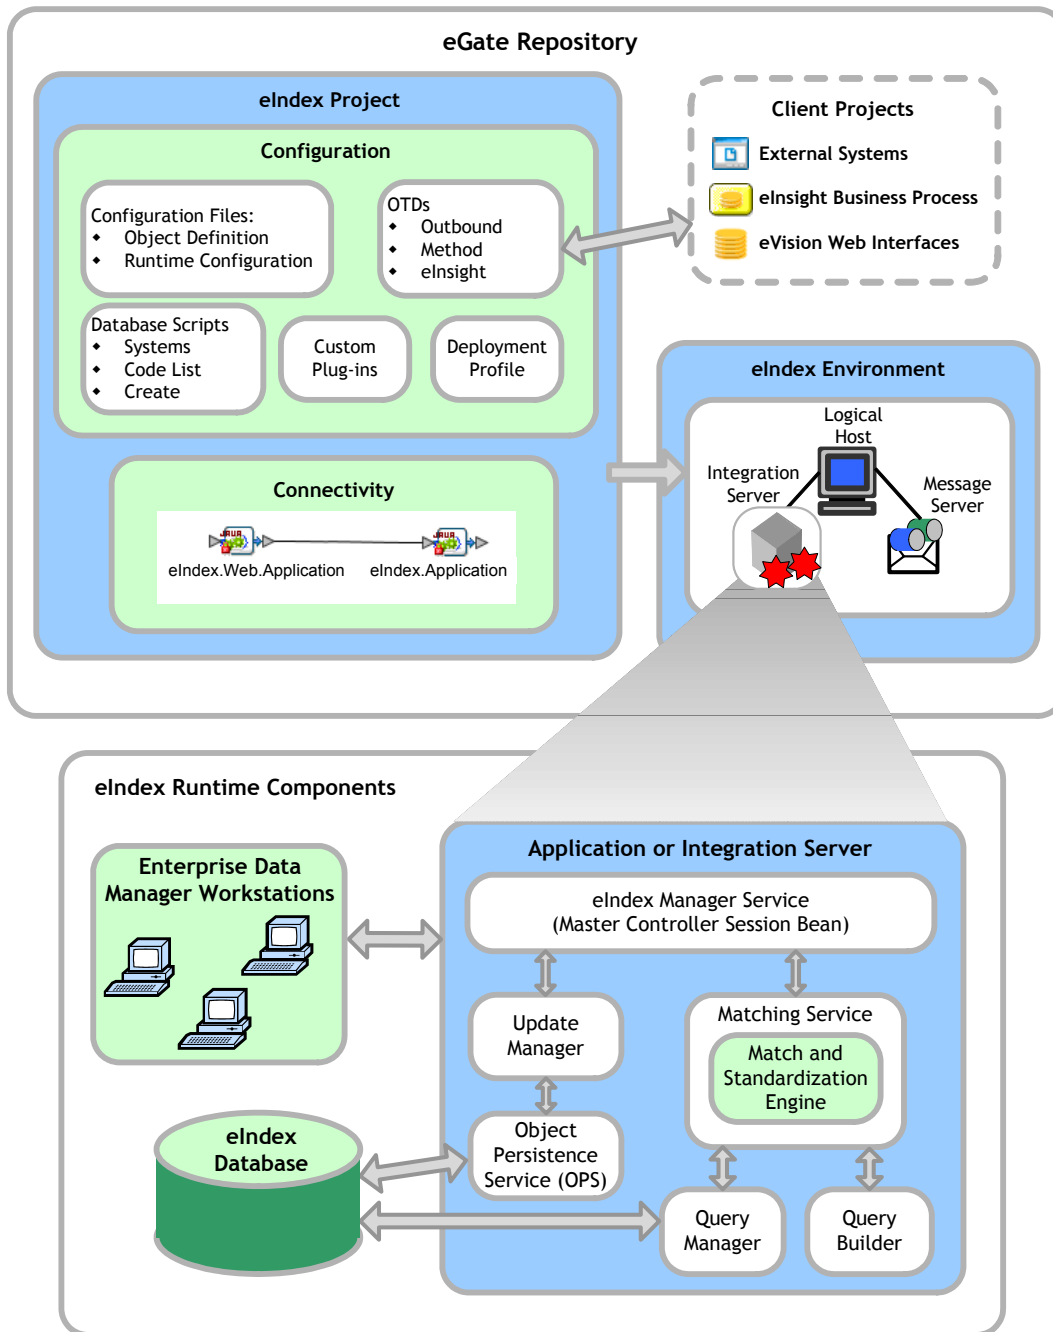 eGate Repository
eIndex Project
Configuration
Configuration Files:
◆ Object Definition
◆ Runtime Configuration
OTDs
◆ Outbound
◆ Method
◆ eInsight
Database Scripts
◆ Systems
◆ Code List
◆ Create
Custom
Plug-ins
Deployment
Profile
Connectivity
JAVA
JAVA
eIndex.Web.Application
eIndex.Application
Client Projects
External Systems
eInsight Business Process
eVision Web Interfaces
eIndex Environment
Logical
Host
Integration
Server
Message
Server
eIndex Runtime Components
Enterprise Data
Manager Workstations
eIndex
Database
Application or Integration Server
eIndex Manager Service
(Master Controller Session Bean)
Update
Manager
Matching Service
Match and
Standardization
Engine
Object
Persistence
Service (OPS)
Query
Manager
Query
Builder